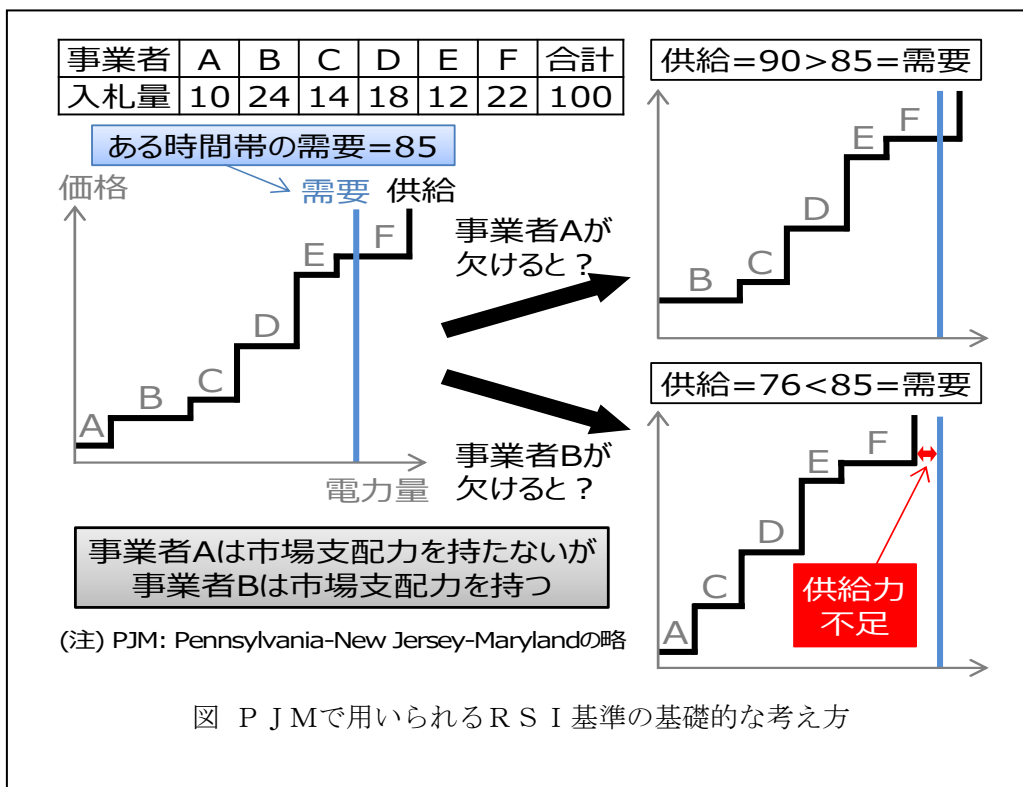 事業者 A B C D E F 合計
入札量 10 24 14 18 12 22 100
ある時間帯の需要=85
価格
需要 供給
A
B
C
D
E
F
電力量
事業者Aが
欠けると？
事業者Bが
欠けると？
供給=90>85=需要
B
C
D
E
F
供給=76<85=需要
A
C
D
E
F
供給力
不足
事業者Aは市場支配力を持たないが
事業者Bは市場支配力を持つ
(注) PJM: Pennsylvania-New Jersey-Marylandの略
図 ＰＪＭで用いられるＲＳＩ基準の基礎的な考え方